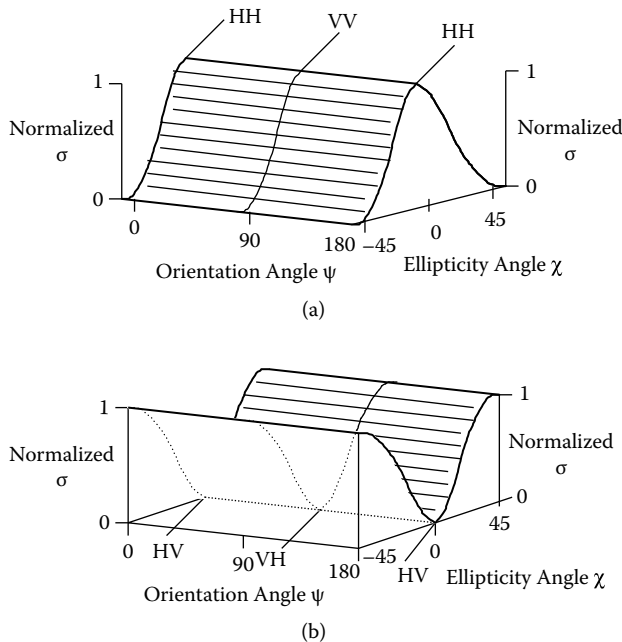 HH
VV
HH
1
1
Normalized
σ
Normalized
σ
0
0
0
90
180
−45
0
45
Orientation Angle ψ
Ellipticity Angle χ
(a)
1
1
Normalized
σ
Normalized
σ
0
0
0
HV
90
VH
180
−45
HV
0
45
Orientation Angle ψ
Ellipticity Angle χ
(b)